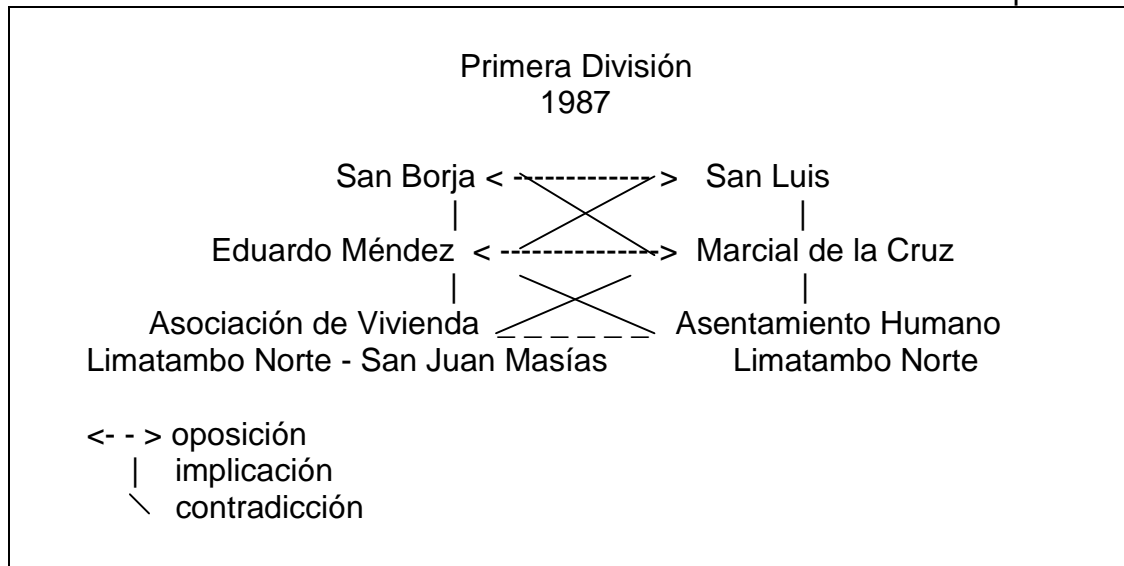 Primera División
1987
San Borja < ------------- > San Luis
|     |
Eduardo Méndez < -------------- > Marcial de la Cruz
|     |
Asociación de Vivienda _ _ _ _ _ _ _ Asentamiento Humano
Limatambo Norte - San Juan Masías     Limatambo Norte
<- - > oposición
| implicación
\ contradicción